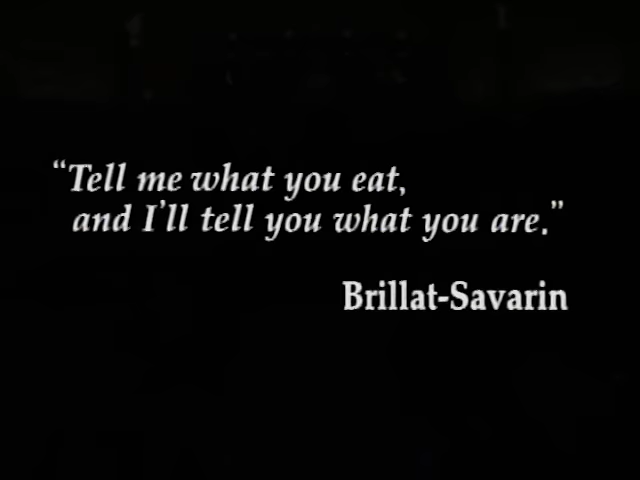 “Tell me what you eat,
and I'll tell you what you are.”
Brillat-Savarin